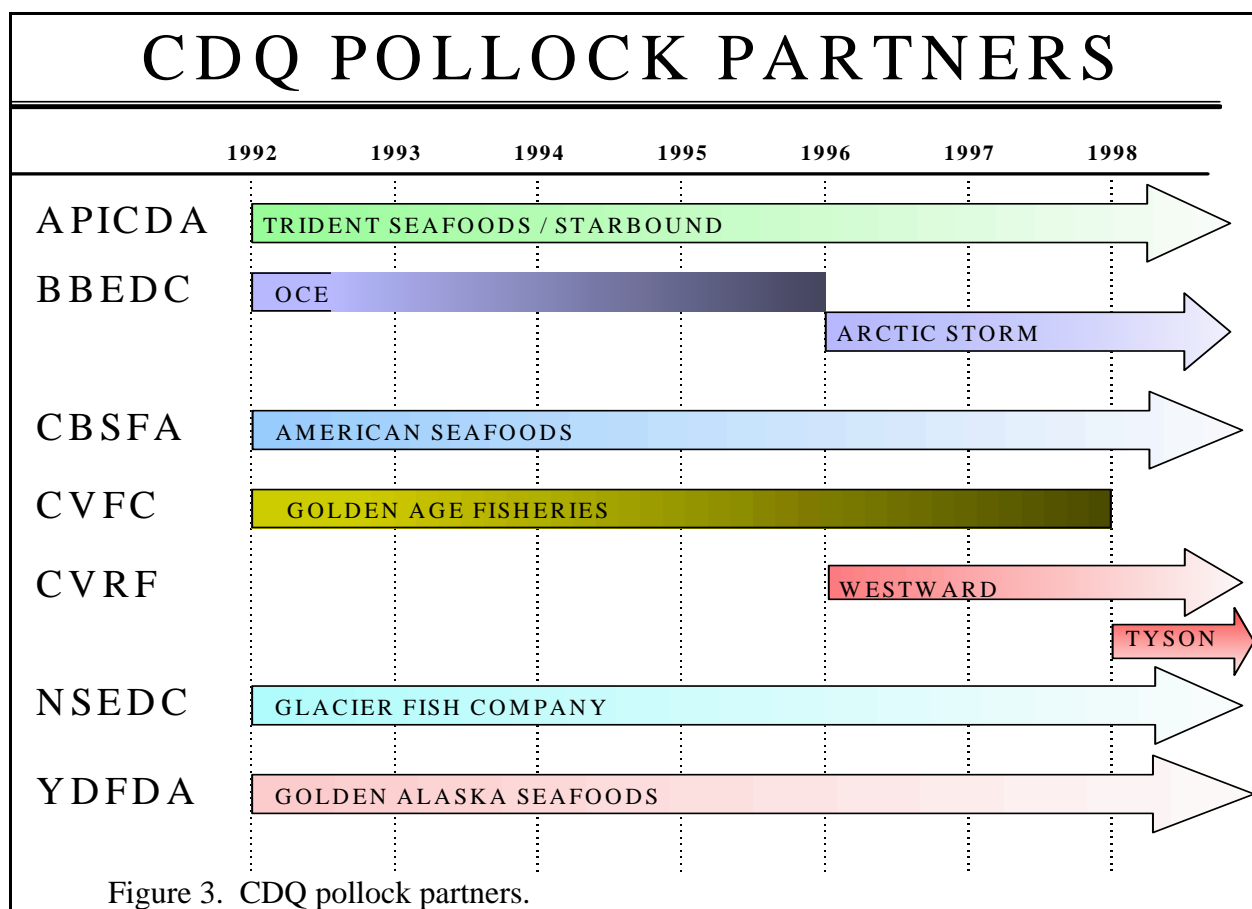 CDQ POLLOCK PARTNERS
1992 1993 1994 1995 1996 1997 1998
APICDA TRIDENT SEAFOODS / STARBOUND
BBEDC OCE
ARCTIC STORM
CBSFA AMERICAN SEAFOODS
CVFC GOLDEN AGE FISHERIES
CVRF WESTWARD
TYSON
NSEDC GLACIER FISH COMPANY
YDFDA GOLDEN ALASKA SEAFOODS
Figure 3. CDQ pollock partners.